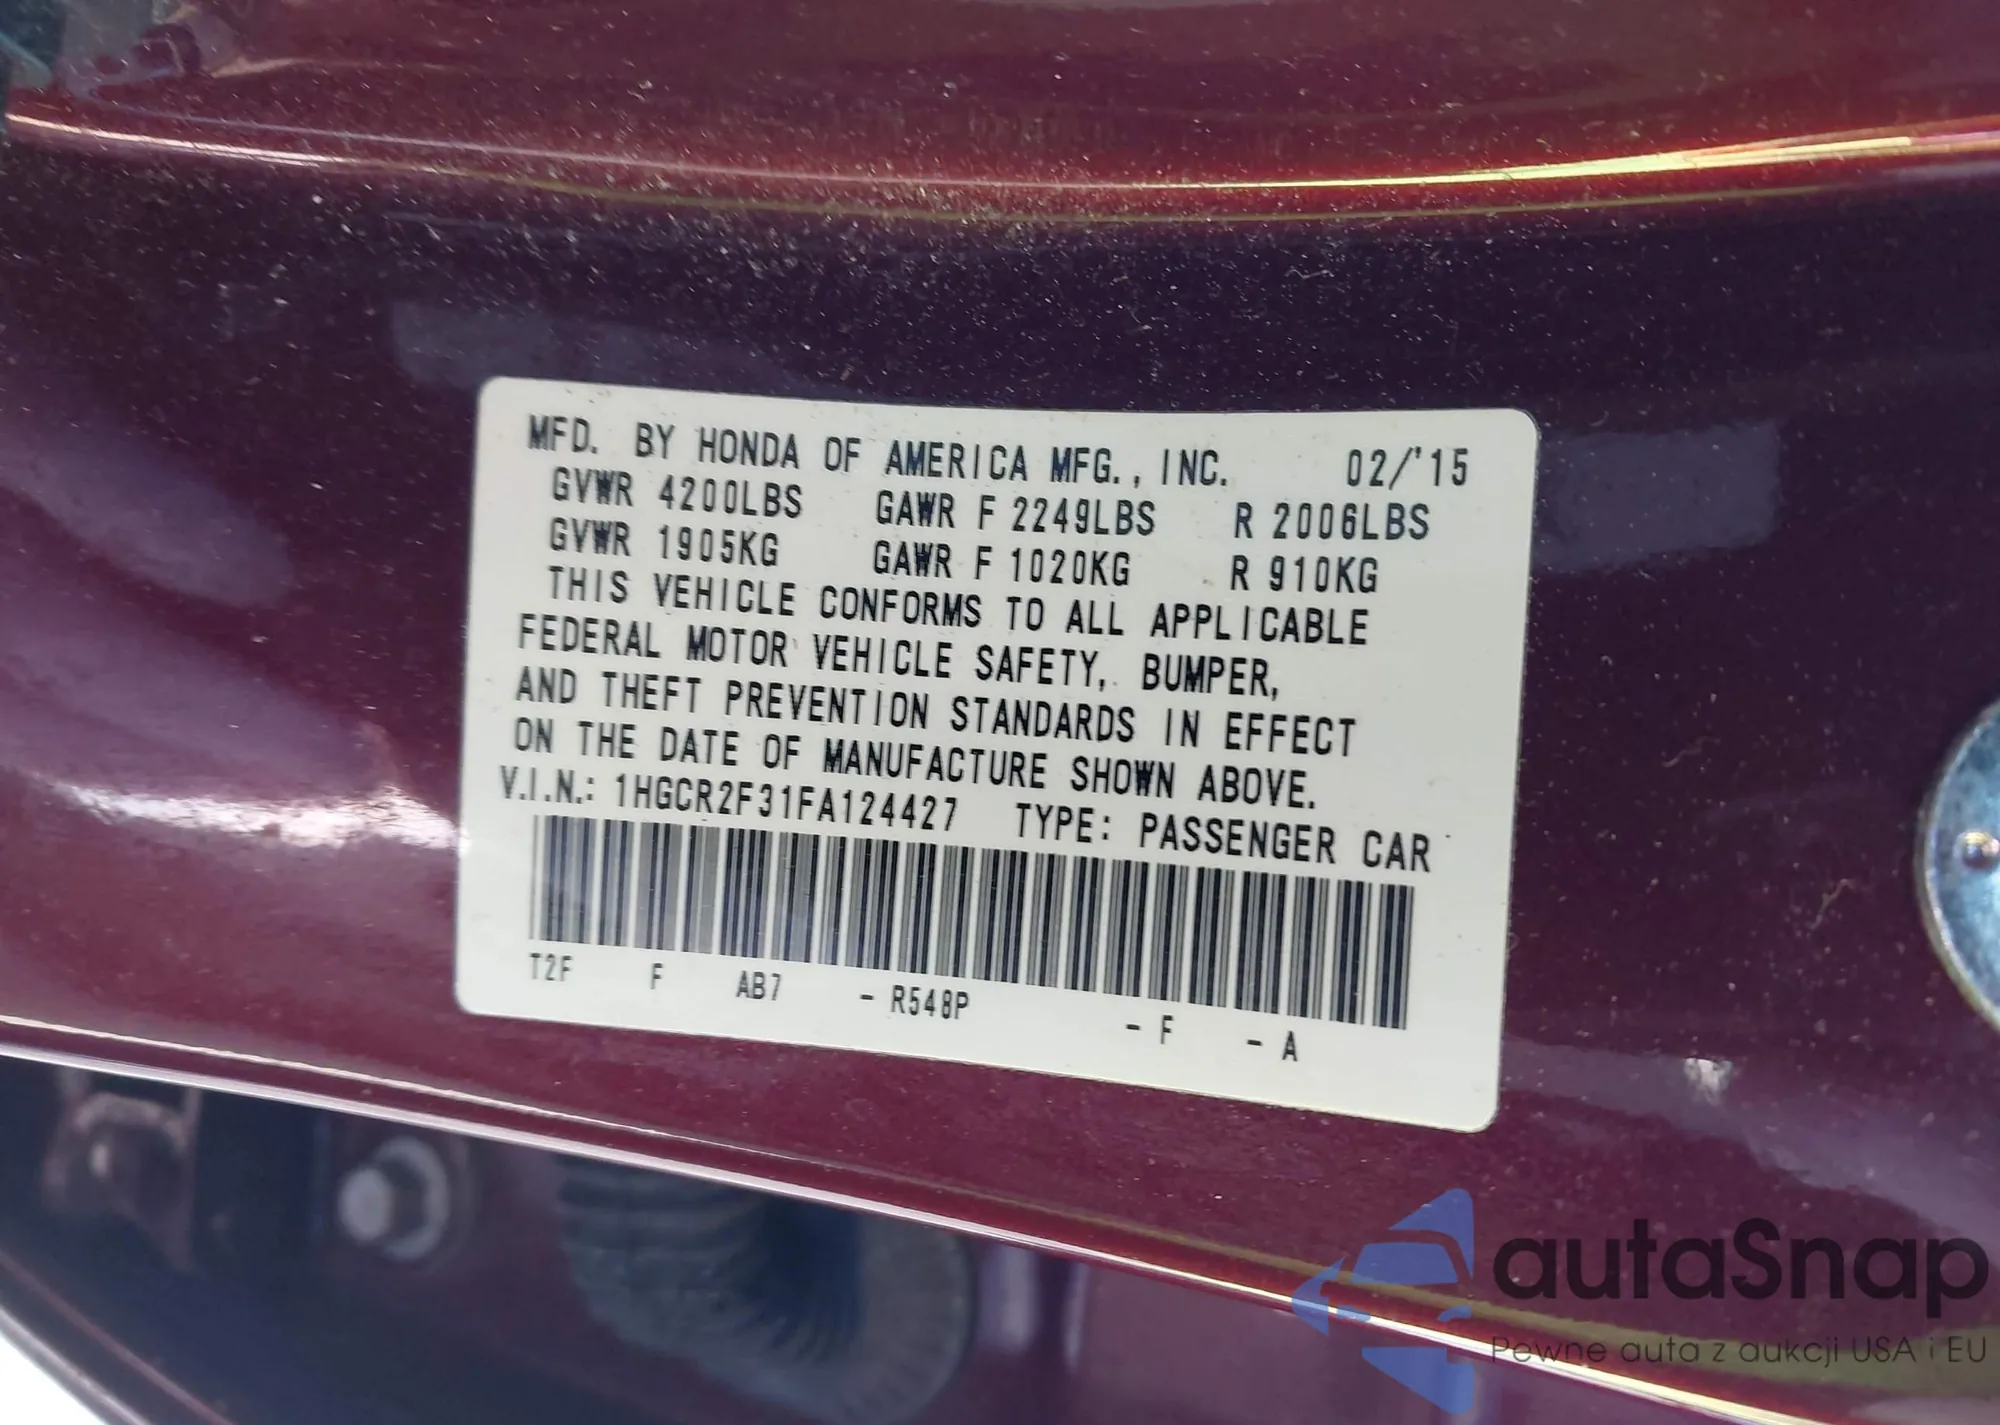 MFD. BY HONDA OF AMERICA MFG., INC. 02/'15
GVWR 4200LBS GAWR F 2249LBS R 2006LBS
GVWR 1905KG GAWR F 1020KG R 910KG
THIS VEHICLE CONFORMS TO ALL APPLICABLE
FEDERAL MOTOR VEHICLE SAFETY, BUMPER,
AND THEFT PREVENTION STANDARDS IN EFFECT
ON THE DATE OF MANUFACTURE SHOWN ABOVE.
V.I.N.: 1HGCR2F31FA124427 TYPE: PASSENGER CAR
T2F F AB7 - R548P - F - A
autaSnap
Pewne auta z aukcji USA i EU